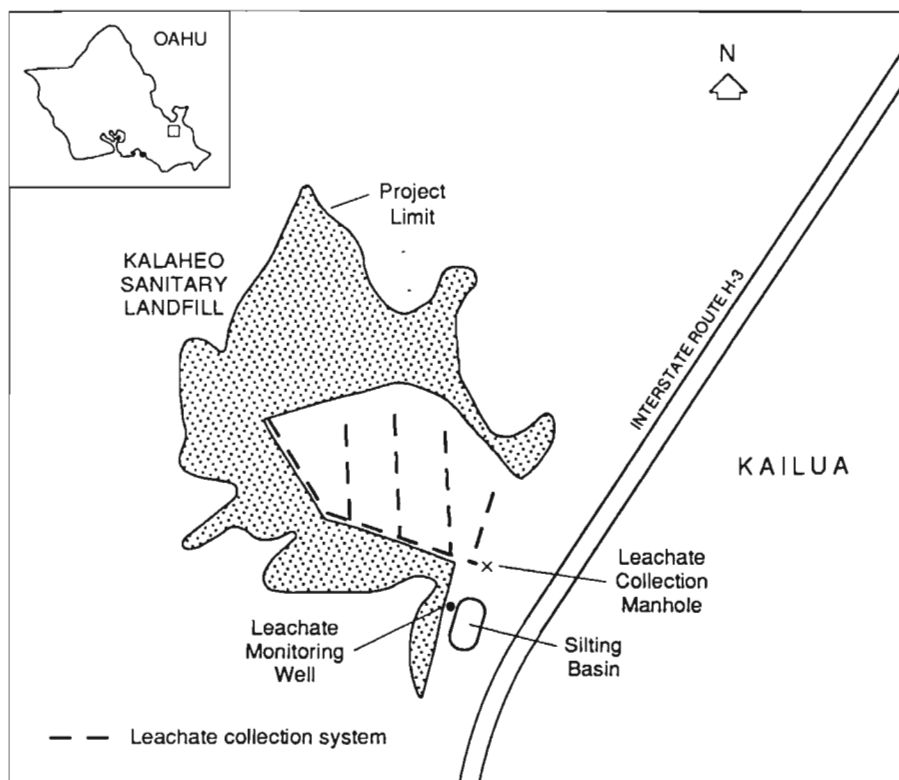 OAHU
N
Project
Limit
KALAHEO
SANITARY
LANDFILL
INTERSTATE ROUTE H-3
KAILUA
Leachate
Collection
Manhole
Leachate
Monitoring
Well
Silting
Basin
Leachate collection system